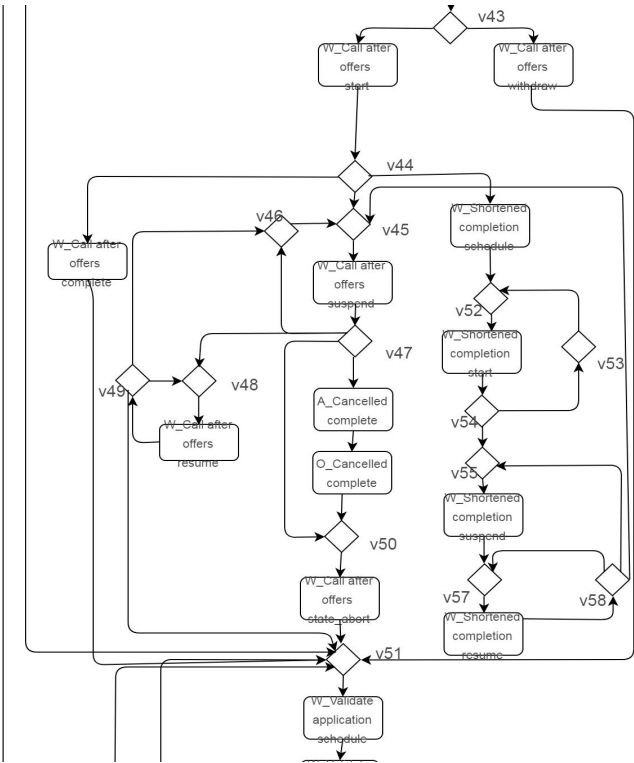 v43
W_Call after
offers
start
W_Call after
offers
withdraw
v44
v46
v45
W_Shortened
completion
schedule
W_Call after
offers
complete
W_Call after
offers
suspend
v52
v47
W_Shortened
completion
start
v53
v49
v48
A_Cancelled
complete
v54
W_Call after
offers
resume
O_Cancelled
complete
v55
W_Shortened
completion
suspend
v50
W_Call after
offers
state_abort
v57
v58
W_Shortened
completion
resume
v51
W_Validate
application
schedule